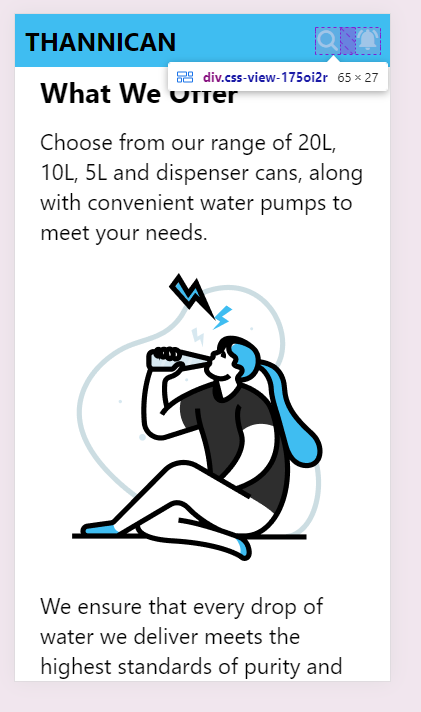 THANNICAN
div.css-view-175oi2r 65 × 27
What We Offer
Choose from our range of 20L,
10L, 5L and dispenser cans, along
with convenient water pumps to
meet your needs.
We ensure that every drop of
water we deliver meets the
highest standards of purity and